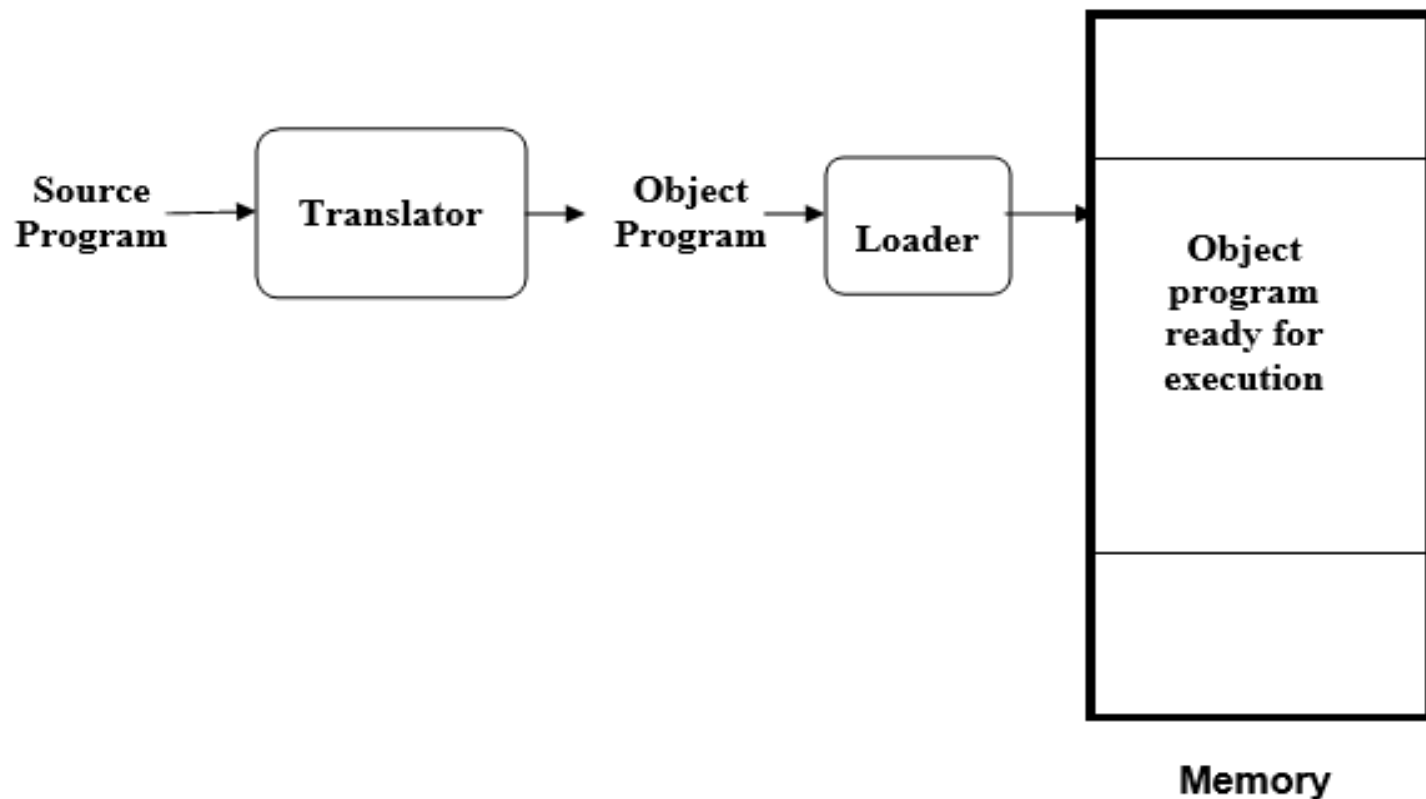 Source
Program
Translator
Object
Program
Loader
Object
program
ready for
execution
Memory